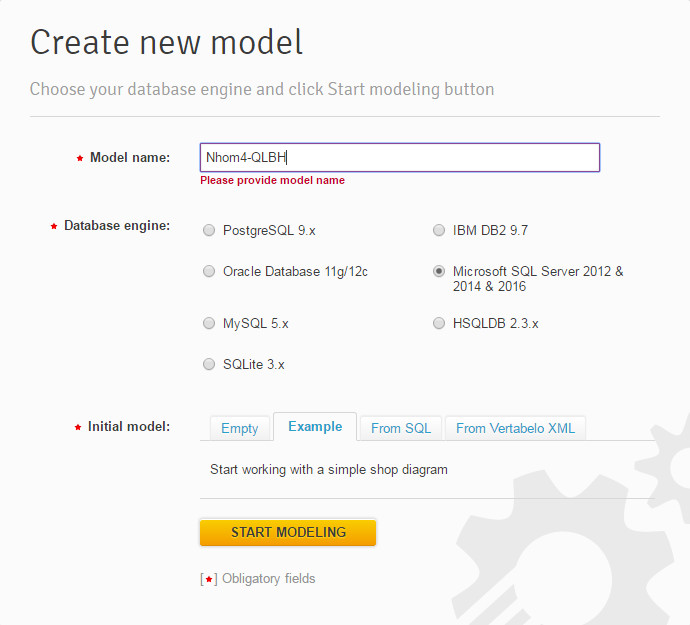 Create new model
Choose your database engine and click Start modeling button
★ Model name:
Nhom4-QLBH
Please provide model name
★ Database engine:
PostgreSQL 9.x
IBM DB2 9.7
Oracle Database 11g/12c
Microsoft SQL Server 2012 &
2014 & 2016
MySQL 5.x
HSQLDB 2.3.x
SQLite 3.x
★ Initial model:
Empty
Example
From SQL
From Vertabelo XML
Start working with a simple shop diagram
START MODELING
[★] Obligatory fields